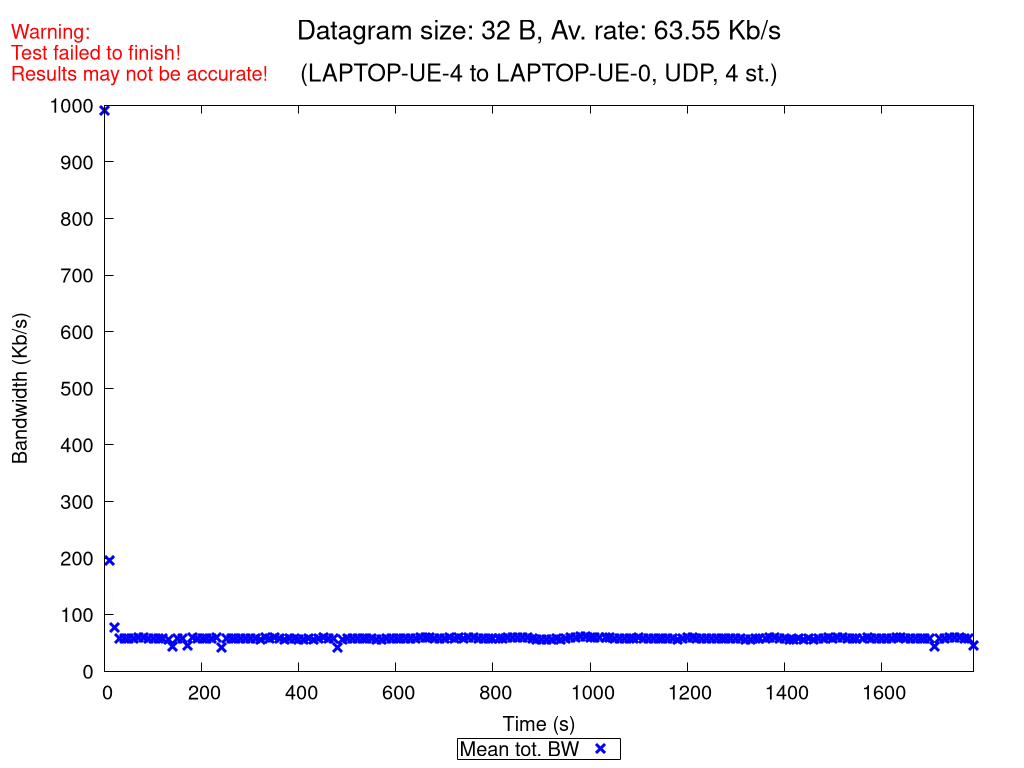 Warning:
Test failed to finish!
Results may not be accurate!
Datagram size: 32 B, Av. rate: 63.55 Kb/s
(LAPTOP-UE-4 to LAPTOP-UE-0, UDP, 4 st.)
1000
900
800
700
600
500
400
300
200
100
0
Bandwidth (Kb/s)
0 200 400 600 800 1000 1200 1400 1600
Time (s)
Mean tot. BW